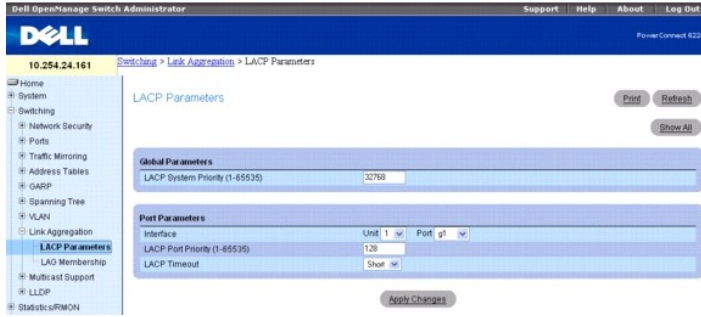 Dell OpenManage Switch Administrator
Support Help About Log Out
DELL
PowerConnect 622
10.254.24.161
Switching > Link Aggregation > LACP Parameters
Home
System
Switching
Network Security
Ports
Traffic Mirroring
Address Tables
GARP
Spanning Tree
VLAN
Link Aggregation
LACP Parameters
LAG Membership
Multicast Support
LLDP
Statistics/RMON
LACP Parameters
Print Refresh
Show All
Global Parameters
LACP System Priority (1-65535) 32768
Port Parameters
Interface Unit 1 Port g1
LACP Port Priority (1-65535) 128
LACP Timeout Short
Apply Changes